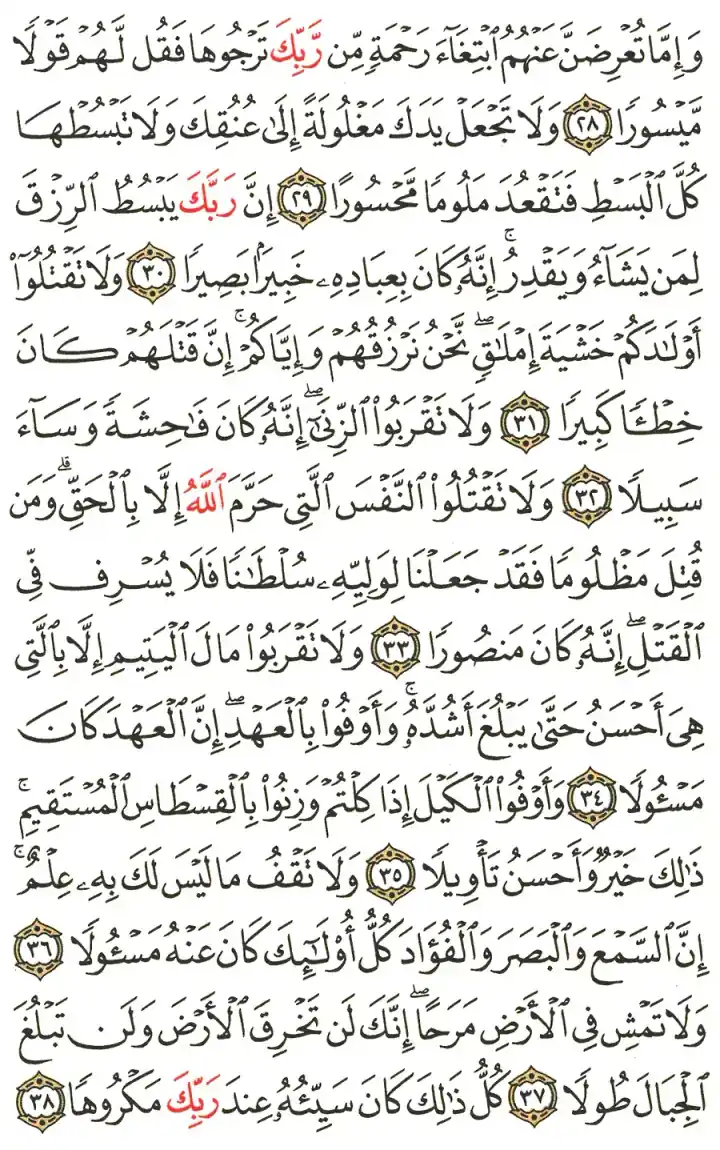 وَإِمَّا تُعْرِضَنَّ عَنْهُمُ ٱبْتِغَآءَ رَحْمَةٍ مِّن رَّبِّكَ تَرْجُوهَا فَقُل لَّهُمْ قَوْلًا
مَّيْسُورًا ٢٨ وَلَا تَجْعَلْ يَدَكَ مَغْلُولَةً إِلَىٰ عُنُقِكَ وَلَا تَبْسُطْهَا
كُلَّ ٱلْبَسْطِ فَتَقْعُدَ مَلُومًا مَّحْسُورًا ٢٩ إِنَّ رَبَّكَ يَبْسُطُ ٱلرِّزْقَ
لِمَن يَشَآءُ وَيَقْدِرُ ۚ إِنَّهُۥ كَانَ بِعِبَادِهِۦ خَبِيرًۢا بَصِيرًا ٣٠ وَلَا تَقْتُلُوٓا۟
أَوْلَـٰدَكُمْ خَشْيَةَ إِمْلَـٰقٍ ۖ نَّحْنُ نَرْزُقُهُمْ وَإِيَّاكُمْ ۚ إِنَّ قَتْلَهُمْ كَانَ
خِطْـًٔا كَبِيرًا ٣١ وَلَا تَقْرَبُوا۟ ٱلزِّنَىٰٓ ۖ إِنَّهُۥ كَانَ فَـٰحِشَةً وَسَآءَ
سَبِيلًا ٣٢ وَلَا تَقْتُلُوا۟ ٱلنَّفْسَ ٱلَّتِى حَرَّمَ ٱللَّهُ إِلَّا بِٱلْحَقِّ ۗ وَمَن
قُتِلَ مَظْلُومًا فَقَدْ جَعَلْنَا لِوَلِيِّهِۦ سُلْطَـٰنًا فَلَا يُسْرِف فِّى
ٱلْقَتْلِ ۖ إِنَّهُۥ كَانَ مَنصُورًا ٣٣ وَلَا تَقْرَبُوا۟ مَالَ ٱلْيَتِيمِ إِلَّا بِٱلَّتِى
هِىَ أَحْسَنُ حَتَّىٰ يَبْلُغَ أَشُدَّهُۥ ۚ وَأَوْفُوا۟ بِٱلْعَهْدِ ۖ إِنَّ ٱلْعَهْدَ كَانَ
مَسْـُٔولًا ٣٤ وَأَوْفُوا۟ ٱلْكَيْلَ إِذَا كِلْتُمْ وَزِنُوا۟ بِٱلْقِسْطَاسِ ٱلْمُسْتَقِيمِ ۚ
ذَٰلِكَ خَيْرٌ وَأَحْسَنُ تَأْوِيلًا ٣٥ وَلَا تَقْفُ مَا لَيْسَ لَكَ بِهِۦ عِلْمٌ ۚ
إِنَّ ٱلسَّمْعَ وَٱلْبَصَرَ وَٱلْفُؤَادَ كُلُّ أُو۟لَـٰٓئِكَ كَانَ عَنْهُ مَسْـُٔولًا ٣٦
وَلَا تَمْشِ فِى ٱلْأَرْضِ مَرَحًا ۖ إِنَّكَ لَن تَخْرِقَ ٱلْأَرْضَ وَلَن تَبْلُغَ
ٱلْجِبَالَ طُولًا ٣٧ كُلُّ ذَٰلِكَ كَانَ سَيِّئُهُۥ عِندَ رَبِّكَ مَكْرُوهًا ٣٨